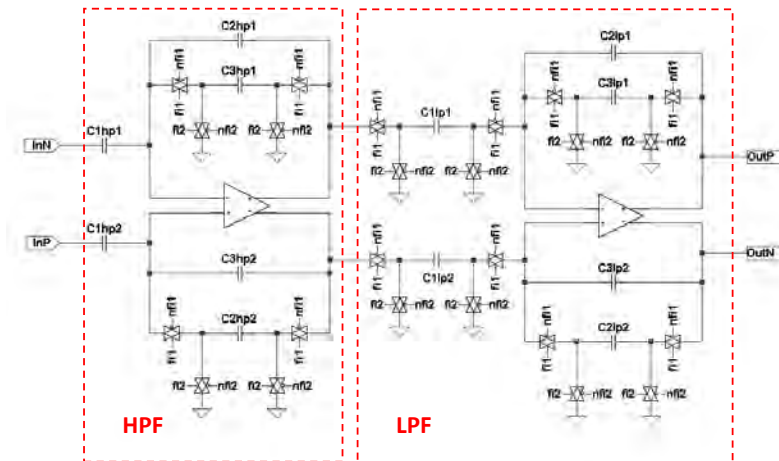 C2hp1
nfi1
nfi1
C3hp1
fi1
fi1
fi2
nfi2
fi2
nfi2
C1hp1
InN
InP
C1hp2
C3hp2
nfi1
C2hp2
nfi1
fi1
fi1
fi2
nfi2
fi2
nfi2
HPF
C2lp1
nfi1
nfi1
C3lp1
fi1
fi1
fi2
nfi2
fi2
nfi2
nfi1
C1lp1
nfi1
fi1
fi1
fi2
nfi2
fi2
nfi2
OutP
nfi1
nfi1
C1lp2
fi1
fi1
fi2
nfi2
fi2
nfi2
OutN
C3lp2
nfi1
C2lp2
nfi1
fi1
fi1
fi2
nfi2
fi2
nfi2
LPF